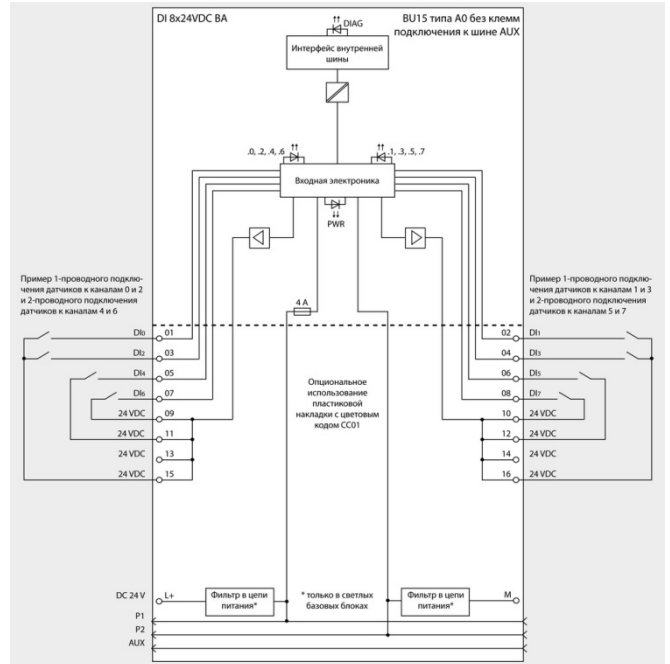 DI 8x24VDC BA
BU15 типа A0 без клемм
подключения к шине AUX
DIAG
Интерфейс внутренней
шины
.0, .2, .4, .6
.1, .3, .5, .7
Входная электроника
PWR
Пример 1-проводного подклю-
чения датчиков к каналам 0 и 2
и 2-проводного подключения
датчиков к каналам 4 и 6
Пример 1-проводного подклю-
чения датчиков к каналам 1 и 3
и 2-проводного подключения
датчиков к каналам 5 и 7
4 A
DI0 01
02 DI1
DI2 03
04 DI3
DI4 05
06 DI5
DI6 07
08 DI7
24 VDC 09
10 24 VDC
24 VDC 11
12 24 VDC
24 VDC 13
14 24 VDC
24 VDC 15
16 24 VDC
Опциональное
использование
пластиковой
накладки с цветовым
кодом CC01
DC 24 V L+
Фильтр в цепи
питания*
* только в светлых
базовых блоках
Фильтр в цепи
питания*
M
P1
P2
AUX